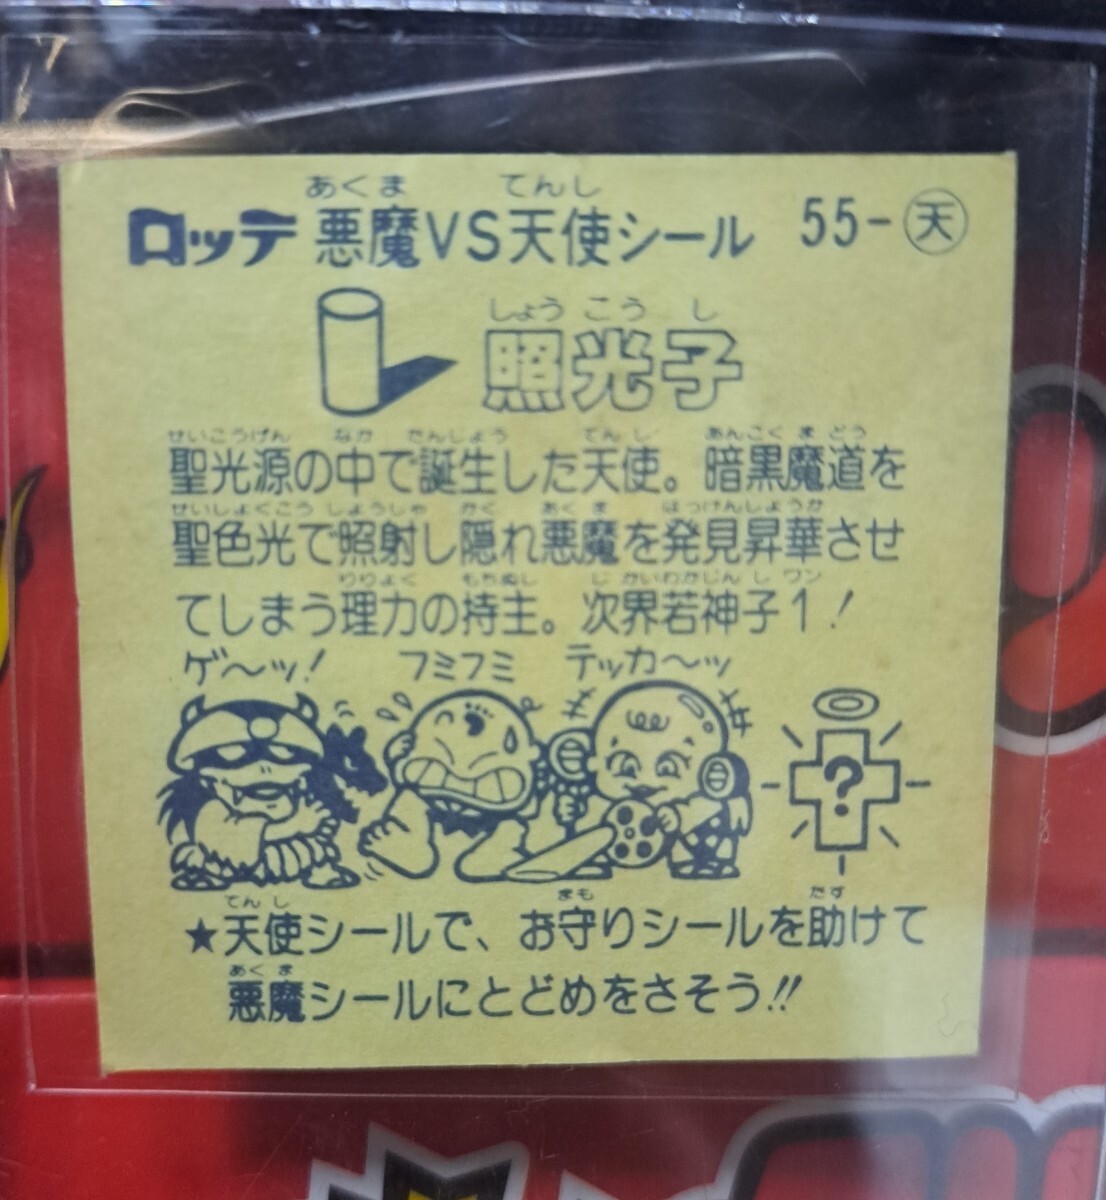 あくま てんし
ロッテ 悪魔VS天使シール 55-天
しょうこうし
照光子
せいこうげん なか たんじょう てんし あんこくまどう
聖光源の中で誕生した天使。暗黒魔道を
せいしょくこう しょうしゃ かく あくま はっけんしょうか
聖色光で照射し隠れ悪魔を発見昇華させ
りりょく もちぬし じかいわかじんしワン
てしまう理力の持主。次界若神子1!
ゲ〜ッ! フミフミ テッカ〜ッ
?
てんし まも たす
★天使シールで、お守りシールを助けて
あくま
悪魔シールにとどめをさそう!!